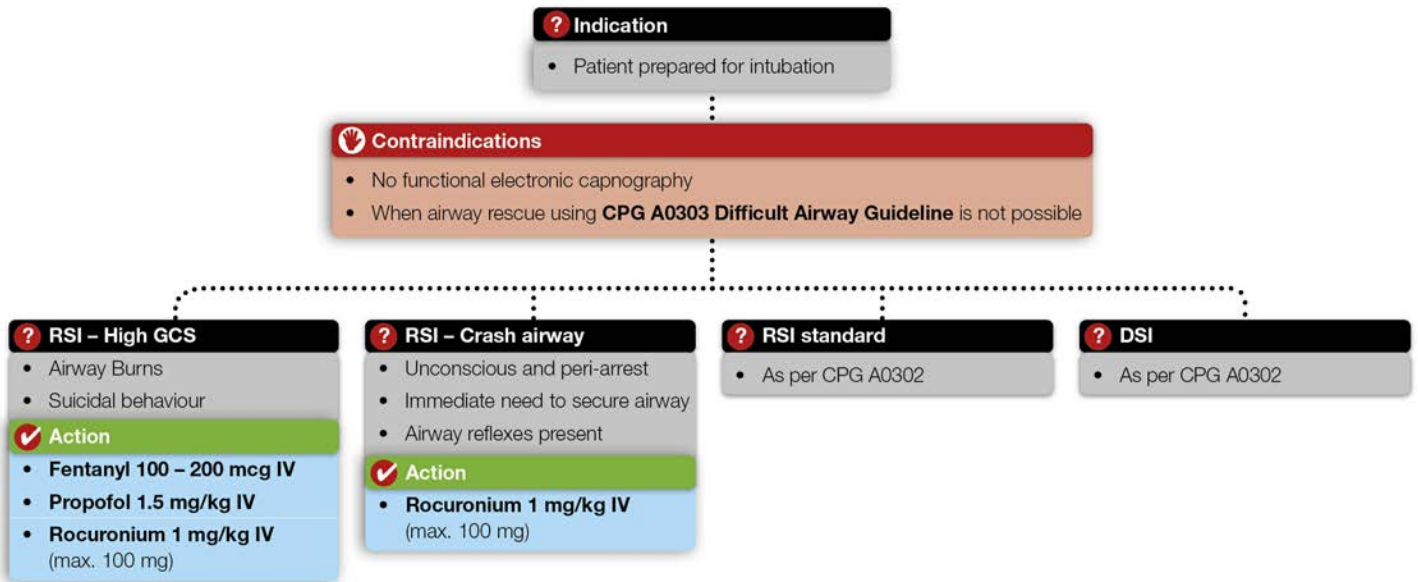 ? Indication
• Patient prepared for intubation
Contraindications
• No functional electronic capnography
• When airway rescue using CPG A0303 Difficult Airway Guideline is not possible
? RSI – High GCS
• Airway Burns
• Suicidal behaviour
Action
• Fentanyl 100 – 200 mcg IV
• Propofol 1.5 mg/kg IV
• Rocuronium 1 mg/kg IV
(max. 100 mg)
? RSI – Crash airway
• Unconscious and peri-arrest
• Immediate need to secure airway
• Airway reflexes present
Action
• Rocuronium 1 mg/kg IV
(max. 100 mg)
? RSI standard
• As per CPG A0302
? DSI
• As per CPG A0302